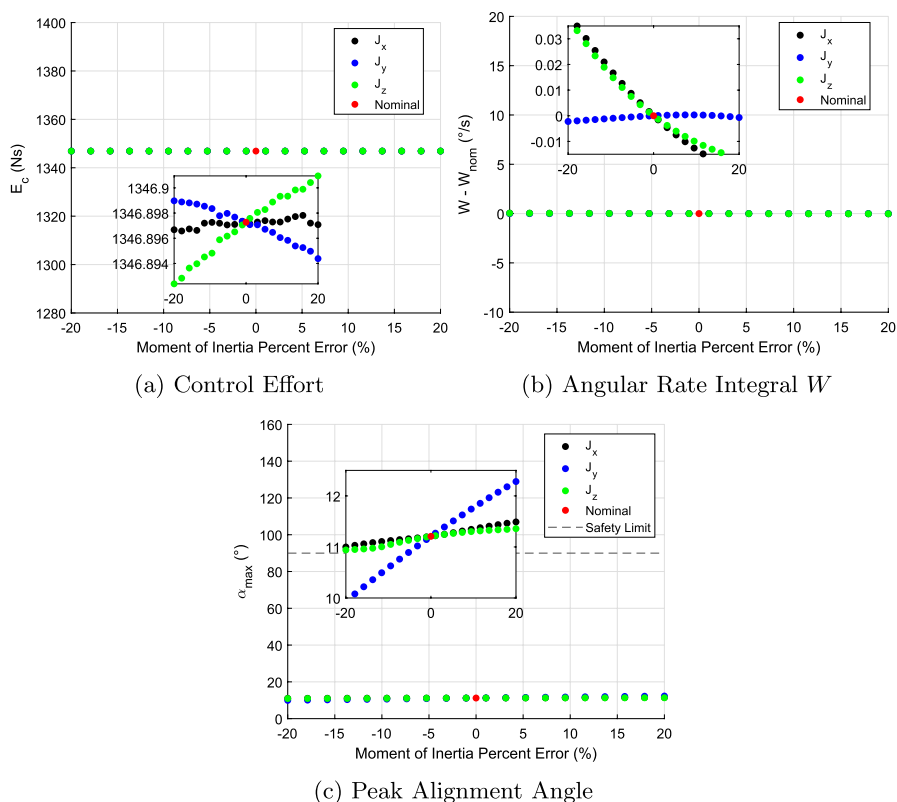 1400
1380
1360
1340
1320
1300
1280
E_c (Ns)
J_x
J_y
J_z
Nominal
1346.9
1346.898
1346.896
1346.894
-20 0 20
-20 -15 -10 -5 0 5 10 15 20
Moment of Inertia Percent Error (%)
(a) Control Effort
20
15
10
5
0
-5
-10
W - W_nom (°/s)
J_x
J_y
J_z
Nominal
0.03
0.02
0.01
0
-0.01
-20 0 20
-20 -15 -10 -5 0 5 10 15 20
Moment of Inertia Percent Error (%)
(b) Angular Rate Integral W
160
140
120
100
80
60
40
20
0
α_max (°)
J_x
J_y
J_z
Nominal
Safety Limit
12
11
10
-20 0 20
-20 -15 -10 -5 0 5 10 15 20
Moment of Inertia Percent Error (%)
(c) Peak Alignment Angle